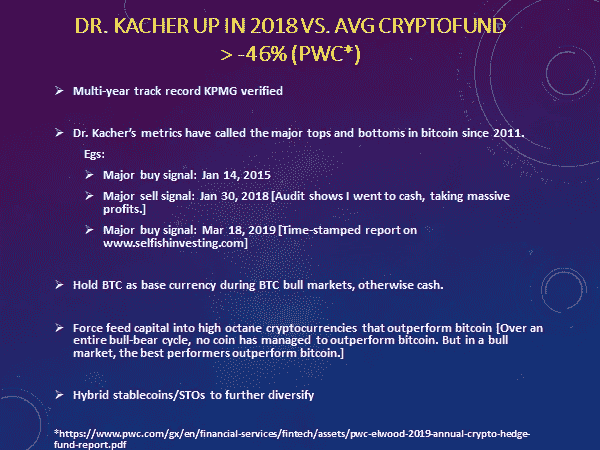 DR. KACHER UP IN 2018 VS. AVG CRYPTOFUND
> -46% (PWC*)
➢ Multi-year track record KPMG verified
➢ Dr. Kacher's metrics have called the major tops and bottoms in bitcoin since 2011.
Egs:
➢ Major buy signal: Jan 14, 2015
➢ Major sell signal: Jan 30, 2018 [Audit shows I went to cash, taking massive
profits.]
➢ Major buy signal: Mar 18, 2019 [Time-stamped report on
www.selfishinvesting.com]
➢ Hold BTC as base currency during BTC bull markets, otherwise cash.
➢ Force feed capital into high octane cryptocurrencies that outperform bitcoin [Over an
entire bull-bear cycle, no coin has managed to outperform bitcoin. But in a bull
market, the best performers outperform bitcoin.]
➢ Hybrid stablecoins/STOs to further diversify
*https://www.pwc.com/gx/en/financial-services/fintech/assets/pwc-elwood-2019-annual-crypto-hedge-
fund-report.pdf